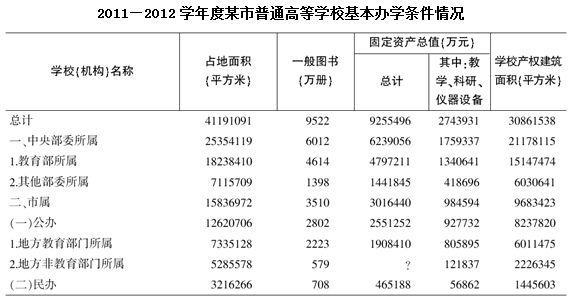 2011－2012 学年度某市普通高等学校基本办学条件情况
学校{机构}名称 占地面积{平方米} 一般图书{万册} 固定资产总值{万元} 学校产权建筑面积{平方米}
总计 其中：教学、科研、仪器设备
总计 41191091 9522 9255496 2743931 30861538
一、中央部委所属 25354119 6012 6239056 1759337 21178115
1.教育部所属 18238410 4614 4797211 1340641 15147474
2.其他部委所属 7115709 1398 1441845 418696 6030641
二、市属 15836972 3510 3016440 984594 9683423
(一)公办 12620706 2802 2551252 927732 8237820
1.地方教育部门所属 7335128 2223 1908410 805895 6011475
2.地方非教育部门所属 5285578 579 ? 121837 2226345
(二)民办 3216266 708 465188 56862 1445603